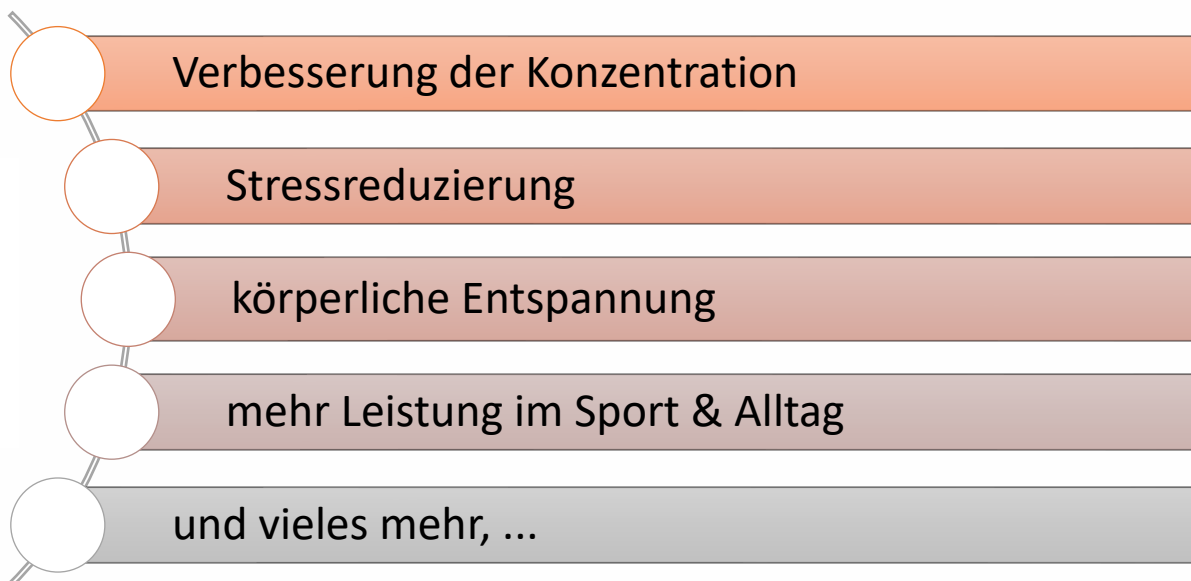 Verbesserung der Konzentration
Stressreduzierung
körperliche Entspannung
mehr Leistung im Sport & Alltag
und vieles mehr, ...